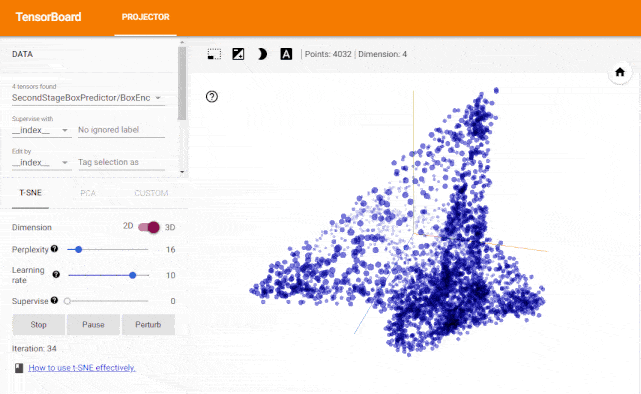 TensorBoard PROJECTOR
DATA
A Points: 4032 | Dimension: 4
4 tensors found
SecondStageBoxPredictor/BoxEnc
Supervise with
__index__ No ignored label
Edit by
__index__ Tag selection as
T-SNE PCA CUSTOM
Dimension 2D 3D
Perplexity ? 16
Learning
rate ? 10
Supervise ? 0
Stop Pause Perturb
Iteration: 34
How to use t-SNE effectively.